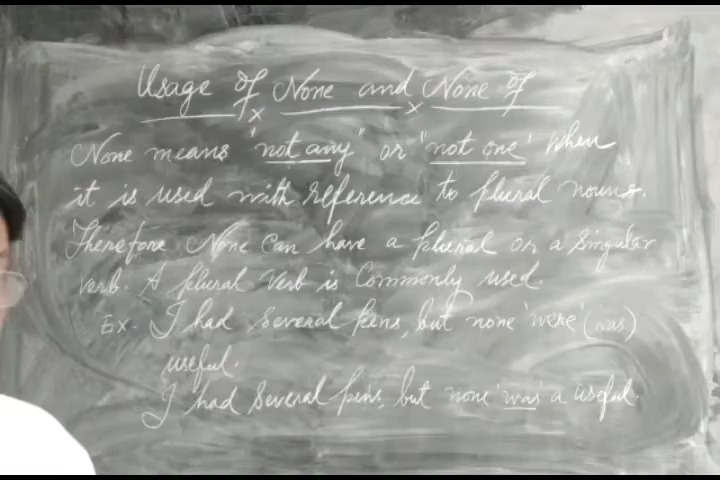 Usage of None and None of
None means "not any" or "not one" when
it is used with reference to plural nouns.
Therefore None can have a plural or a singular
verb. A plural verb is commonly used.
Ex. I had several pens, but none 'were' (was)
useful.
I had several pens, but none 'was' a useful.